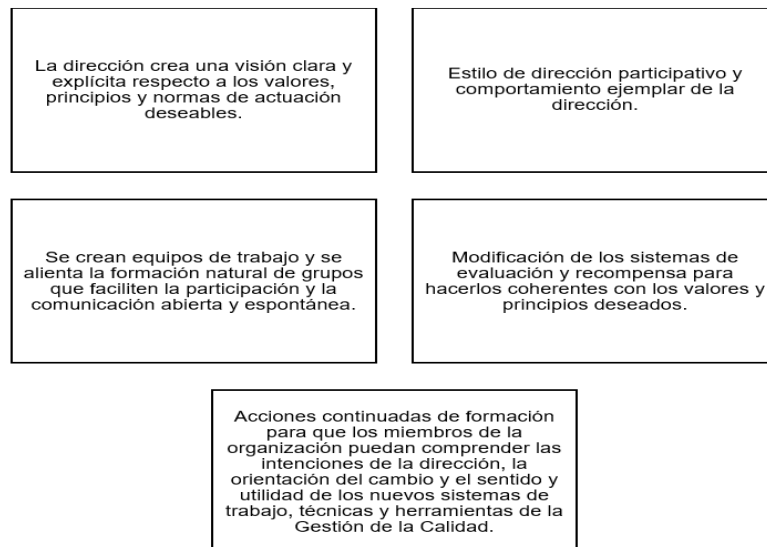 La dirección crea una visión clara y
explícita respecto a los valores,
principios y normas de actuación
deseables.
Estilo de dirección participativo y
comportamiento ejemplar de la
dirección.
Se crean equipos de trabajo y se
alienta la formación natural de grupos
que faciliten la participación y la
comunicación abierta y espontánea.
Modificación de los sistemas de
evaluación y recompensa para
hacerlos coherentes con los valores y
principios deseados.
Acciones continuadas de formación
para que los miembros de la
organización puedan comprender las
intenciones de la dirección, la
orientación del cambio y el sentido y
utilidad de los nuevos sistemas de
trabajo, técnicas y herramientas de la
Gestión de la Calidad.